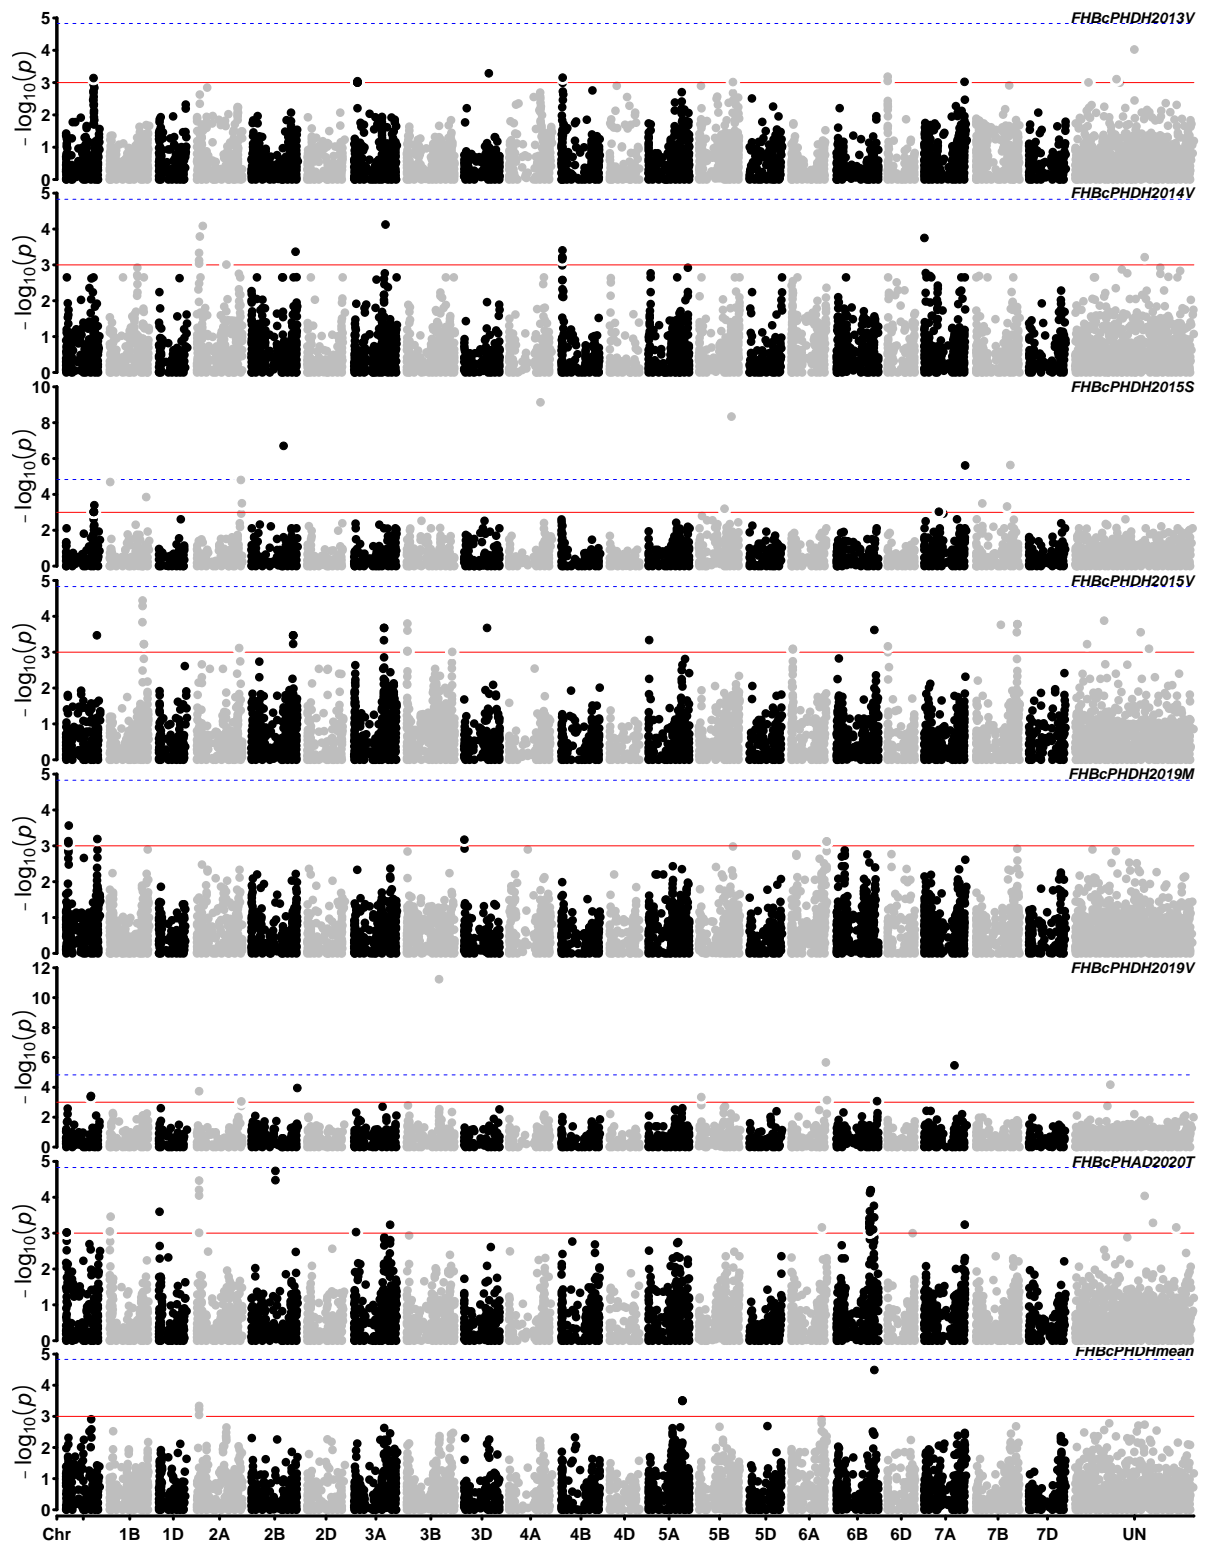 FHBcPHDH2013V
5
4
3
2
1
0
- log10(p)
FHBcPHDH2014V
5
4
3
2
1
0
- log10(p)
FHBcPHDH2015S
10
8
6
4
2
0
- log10(p)
FHBcPHDH2015V
5
4
3
2
1
0
- log10(p)
FHBcPHDH2019M
5
4
3
2
1
0
- log10(p)
FHBcPHDH2019V
12
10
8
6
4
2
0
- log10(p)
FHBcPHAD2020T
5
4
3
2
1
0
- log10(p)
FHBcPHDHmean
5
4
3
2
1
0
- log10(p)
Chr 1B 1D 2A 2B 2D 3A 3B 3D 4A 4B 4D 5A 5B 5D 6A 6B 6D 7A 7B 7D UN